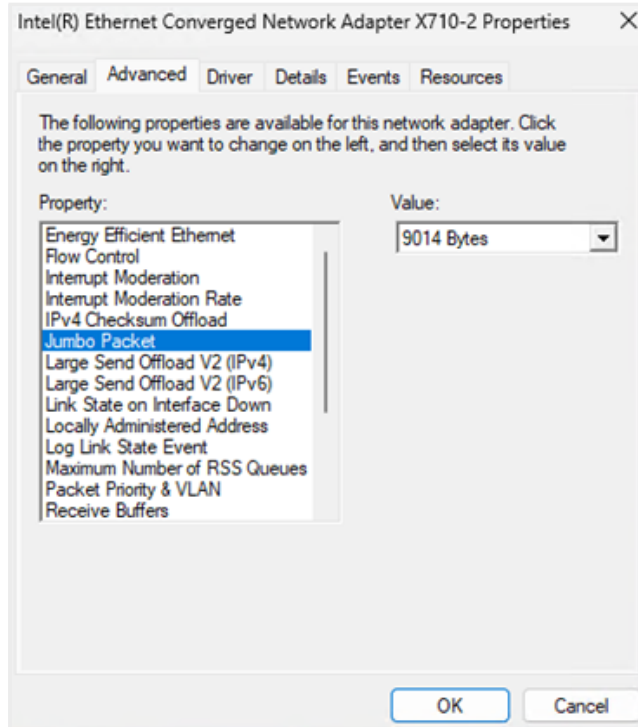 Intel(R) Ethernet Converged Network Adapter X710-2 Properties
General Advanced Driver Details Events Resources
The following properties are available for this network adapter. Click
the property you want to change on the left, and then select its value
on the right.
Property: Value:
Energy Efficient Ethernet 9014 Bytes
Flow Control
Interrupt Moderation
Interrupt Moderation Rate
IPv4 Checksum Offload
Jumbo Packet
Large Send Offload V2 (IPv4)
Large Send Offload V2 (IPv6)
Link State on Interface Down
Locally Administered Address
Log Link State Event
Maximum Number of RSS Queues
Packet Priority & VLAN
Receive Buffers
OK Cancel